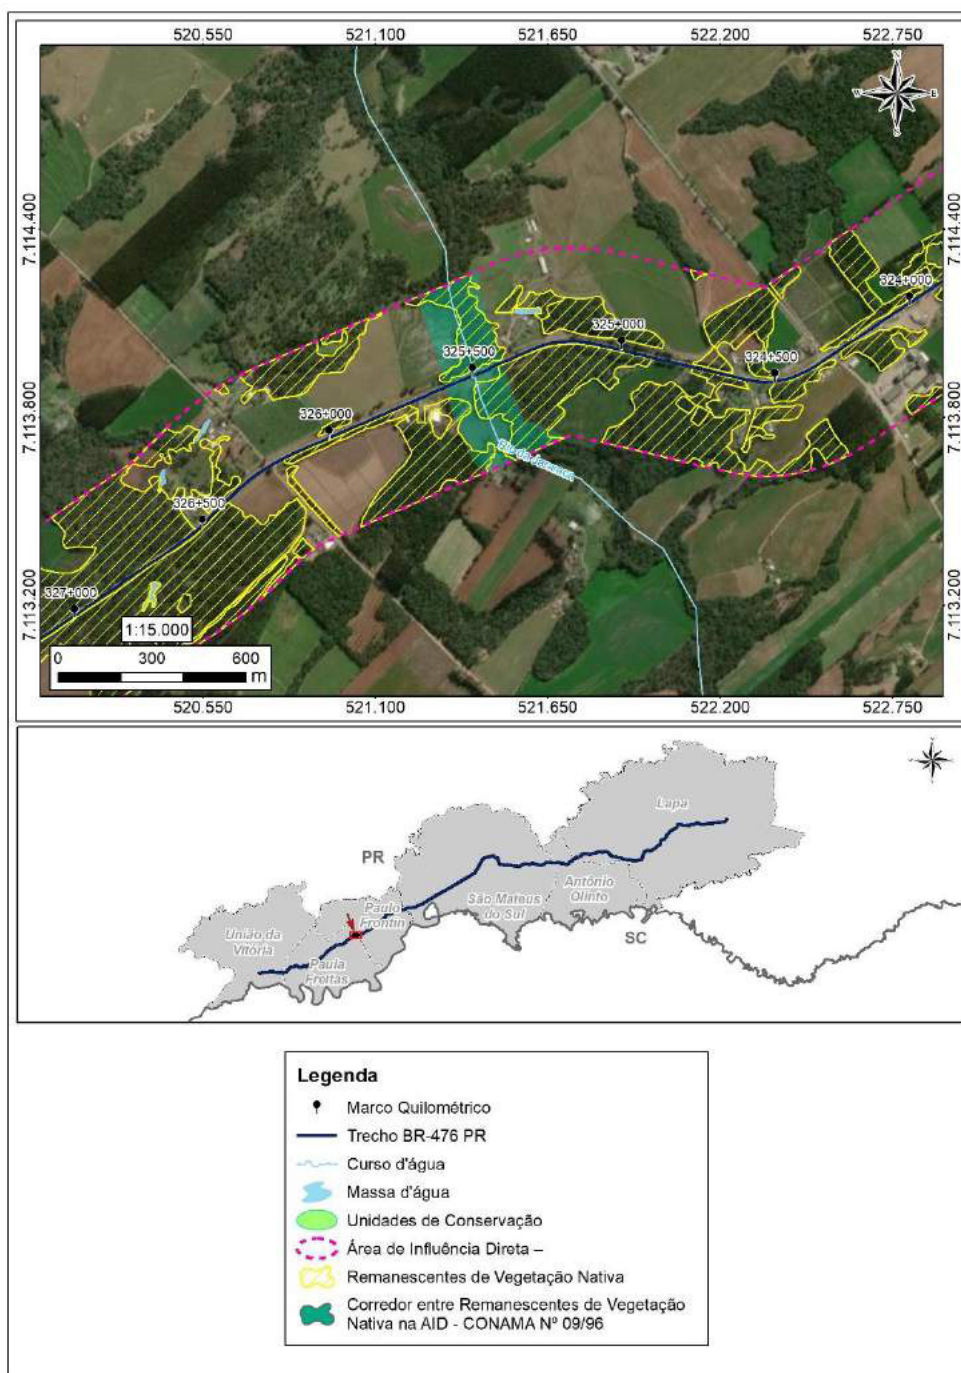 520.550 521.100 521.650 522.200 522.750
N
W E
S
7.114.400 7.114.400
324+000
325+000
325+500
324+500
7.113.800 7.113.800
326+000
326+500
327+000
7.113.200 7.113.200
1:15.000
0 300 600
m
520.550 521.100 521.650 522.200 522.750
Lapa
PR
Paulo
Frontin
São Mateus
do Sul
Antônio
Olinto
União da
Vitória
SC
Paula
Freitas
Legenda
Marco Quilométrico
Trecho BR-476 PR
Curso d'água
Massa d'água
Unidades de Conservação
Área de Influência Direta –
Remanescentes de Vegetação Nativa
Corredor entre Remanescentes de Vegetação
Nativa na AID - CONAMA Nº 09/96